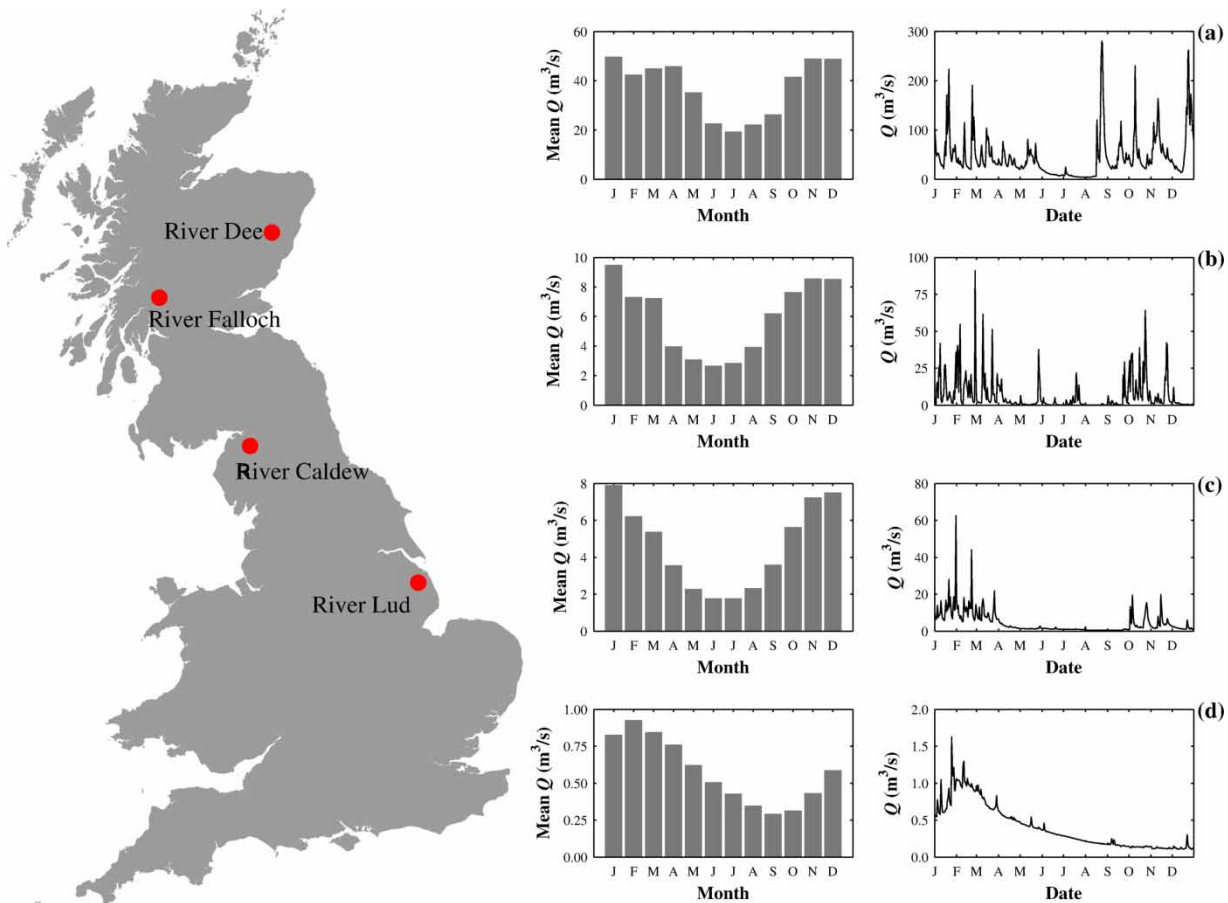 River Dee
River Falloch
River Caldew
River Lud
60
40
20
0
Mean Q (m³/s)
J F M A M J J A S O N D
Month
300
200
100
0
Q (m³/s)
J F M A M J J A S O N D
Date
(a)
10
8
6
4
2
0
Mean Q (m³/s)
J F M A M J J A S O N D
Month
100
75
50
25
0
Q (m³/s)
J F M A M J J A S O N D
Date
(b)
8
6
4
2
0
Mean Q (m³/s)
J F M A M J J A S O N D
Month
80
60
40
20
0
Q (m³/s)
J F M A M J J A S O N D
Date
(c)
1.00
0.75
0.50
0.25
0.00
Mean Q (m³/s)
J F M A M J J A S O N D
Month
2.0
1.5
1.0
0.5
0.0
Q (m³/s)
J F M A M J J A S O N D
Date
(d)